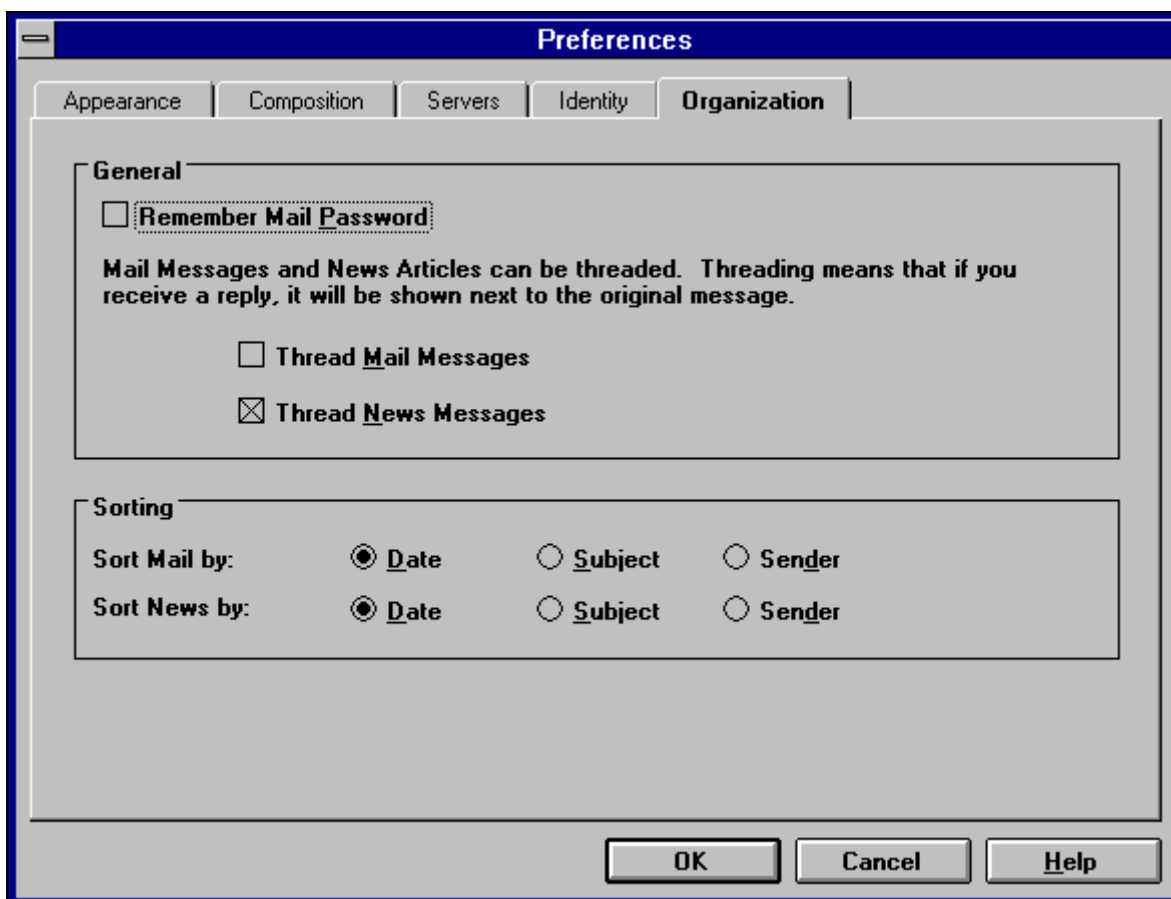 Preferences
Appearance Composition Servers Identity Organization
General
Remember Mail Password
Mail Messages and News Articles can be threaded.  Threading means that if you
receive a reply, it will be shown next to the original message.
Thread Mail Messages
Thread News Messages
Sorting
Sort Mail by: Date Subject Sender
Sort News by: Date Subject Sender
OK Cancel Help